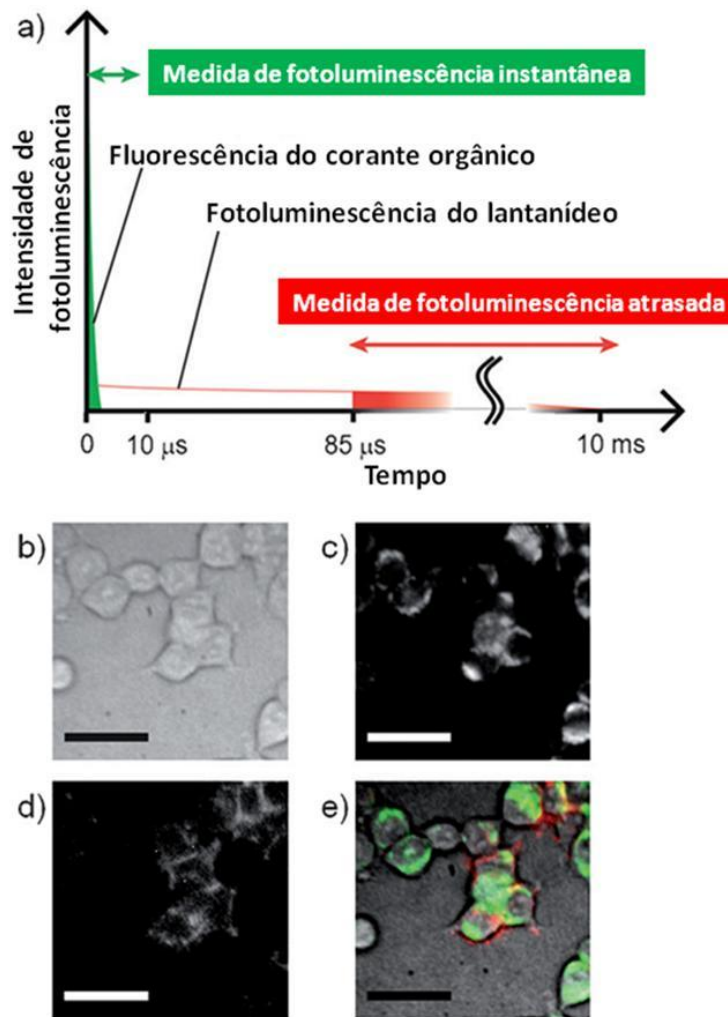 a)
Medida de fotoluminescência instantânea
Intensidade de
fotoluminescência
Fluorescência do corante orgânico
Fotoluminescência do lantanídeo
Medida de fotoluminescência atrasada
0
10 μs
85 μs
10 ms
Tempo
b)
c)
d)
e)